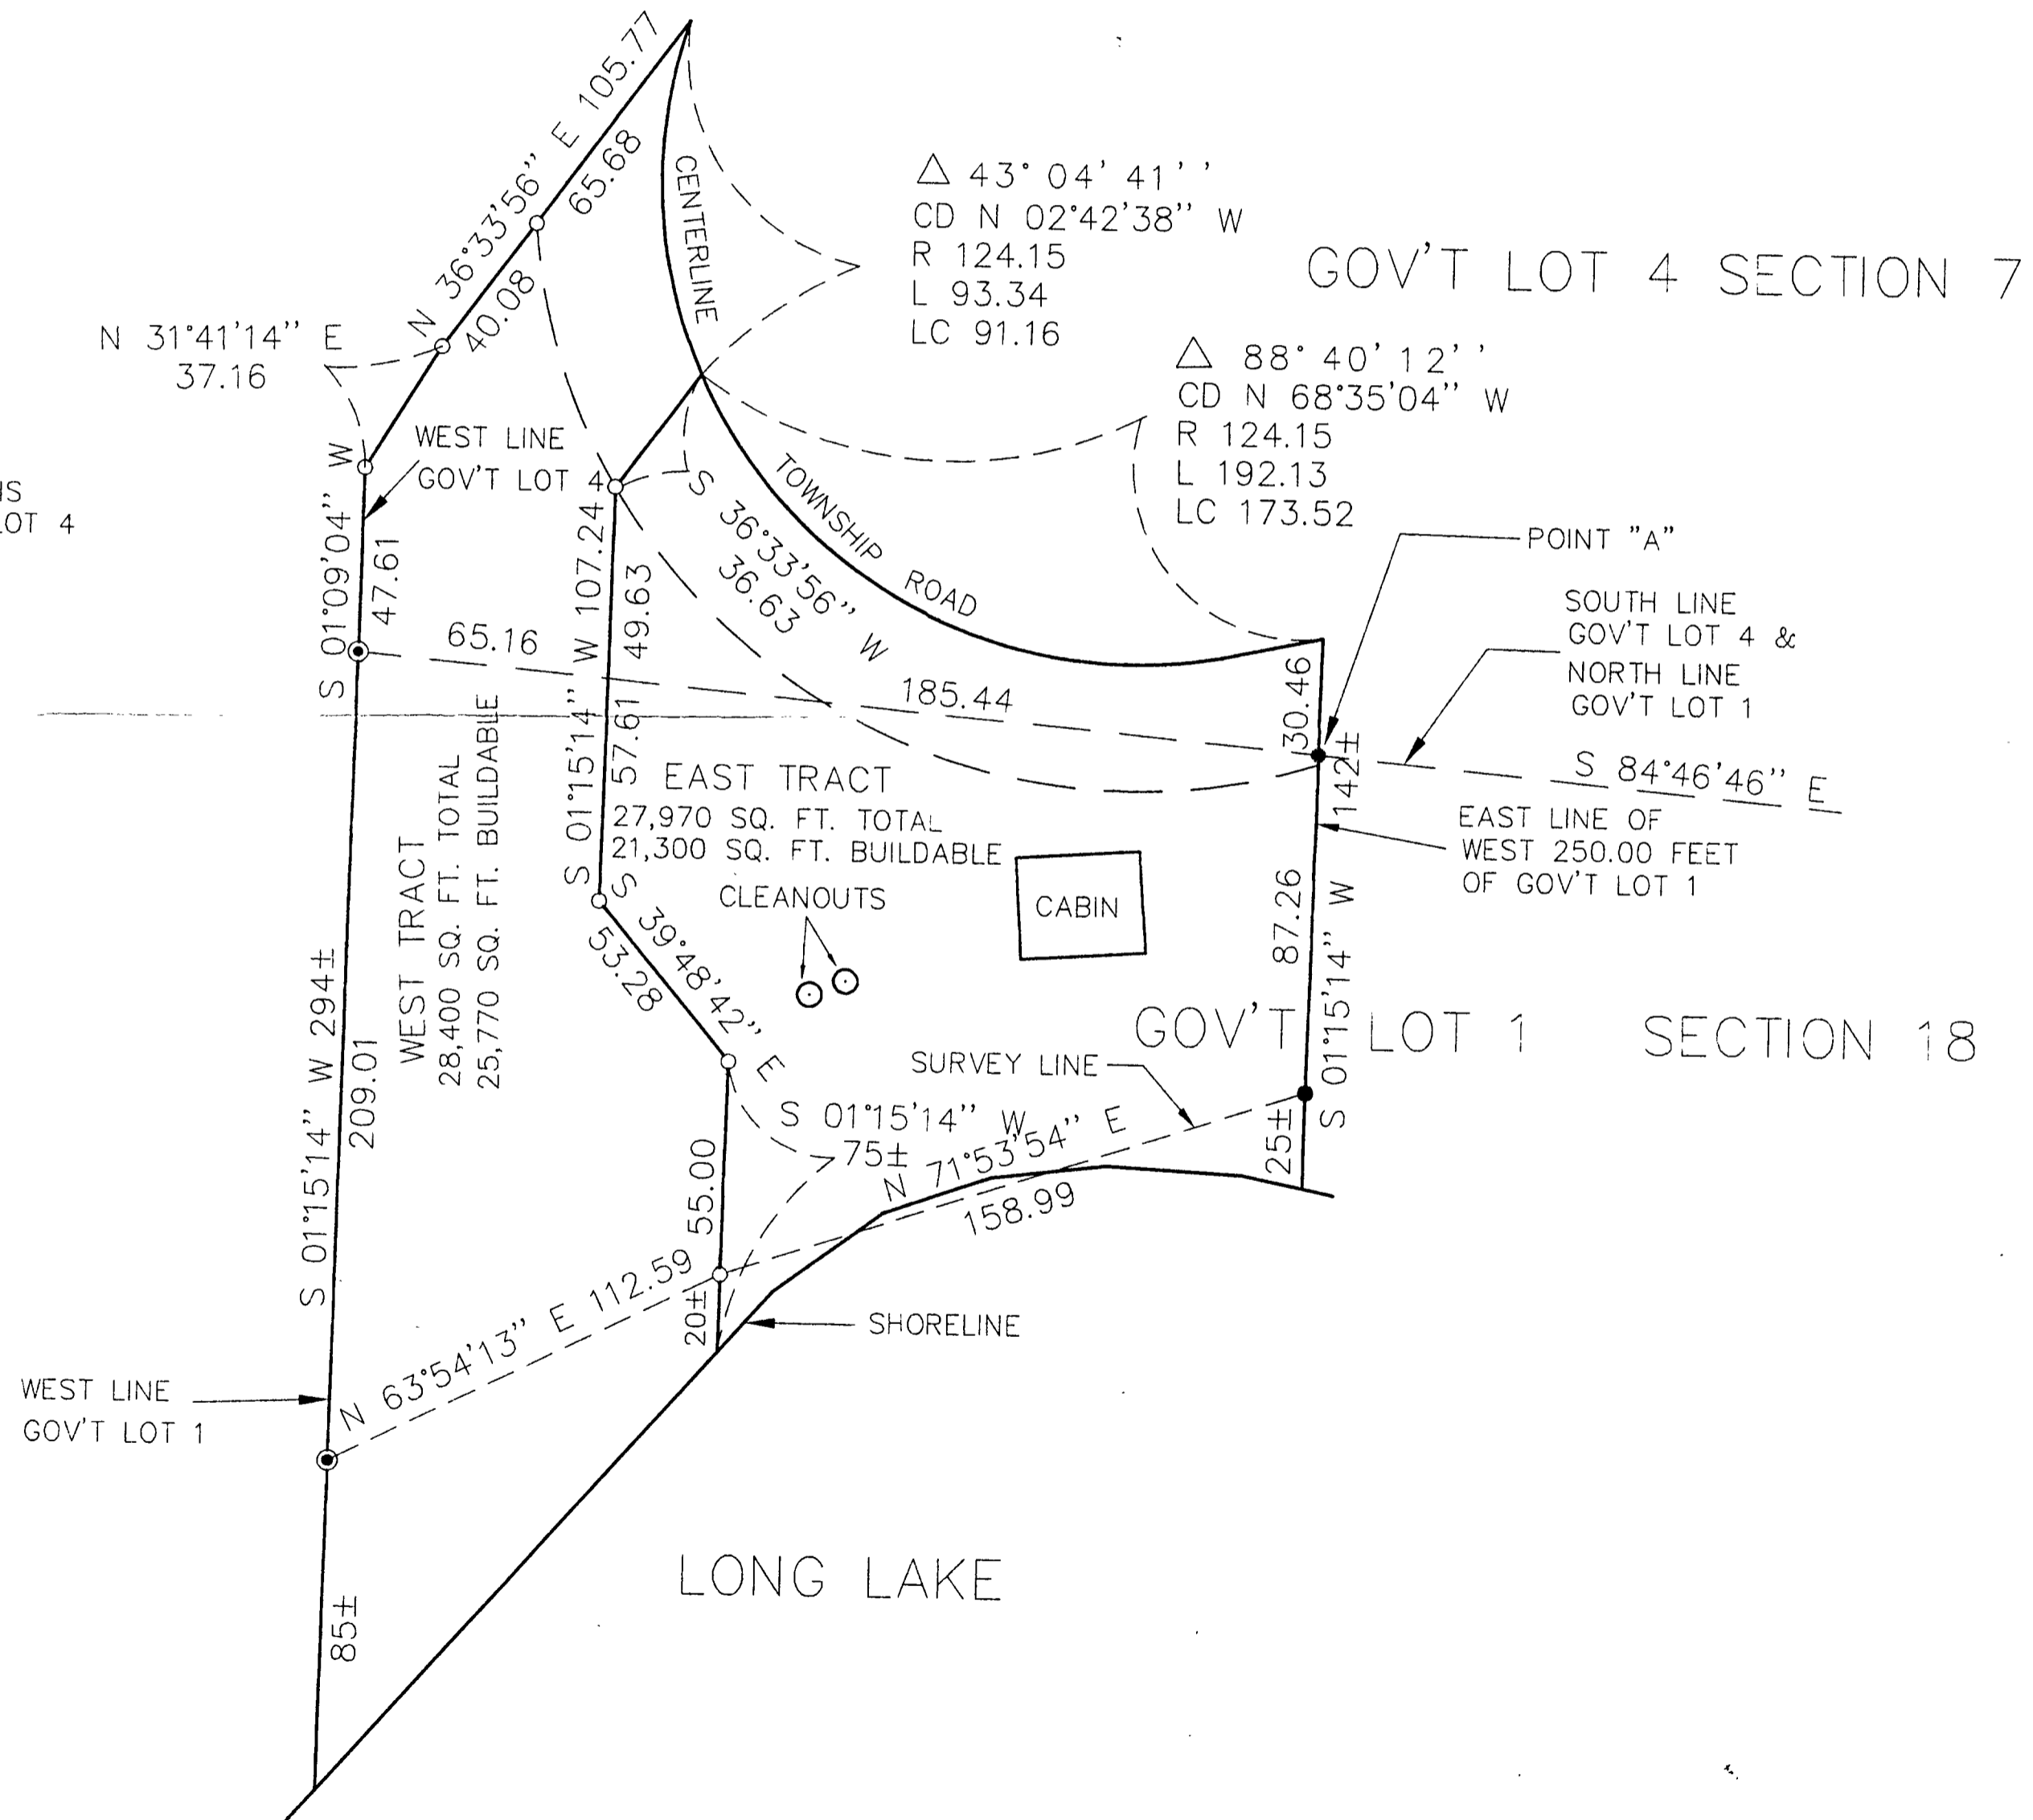 N 36°33'56" E 105.77
65.68
40.08
N 31°41'14" E
37.16
CENTERLINE
△ 43° 04' 41''
CD N 02°42'38" W
R 124.15
L 93.34
LC 91.16
GOV'T LOT 4 SECTION 7
△ 88° 40' 12''
CD N 68°35'04" W
R 124.15
L 192.13
LC 173.52
WEST LINE
GOV'T LOT 4
OT 4
S 01°09'04" W
47.61
S 36°33'56" W
36.63
TOWNSHIP ROAD
POINT "A"
SOUTH LINE
GOV'T LOT 4 &
NORTH LINE
GOV'T LOT 1
65.16
185.44
30.46
142±
S 84°46'46" E
S 01°15'14" W 107.24
57.61 49.63
EAST TRACT
27,970 SQ. FT. TOTAL
21,300 SQ. FT. BUILDABLE
CLEANOUTS
CABIN
EAST LINE OF
WEST 250.00 FEET
OF GOV'T LOT 1
WEST TRACT
28,400 SQ. FT. TOTAL
25,770 SQ. FT. BUILDABLE
S 01°15'14" W 294±
209.01
S 39°48'42" E
53.28
87.26
S 01°15'14" W
25±
GOV'T LOT 1 SECTION 18
SURVEY LINE
S 01°15'14" W
75±
N 71°53'54" E
158.99
55.00
20±
N 63°54'13" E 112.59
SHORELINE
WEST LINE
GOV'T LOT 1
85±
LONG LAKE